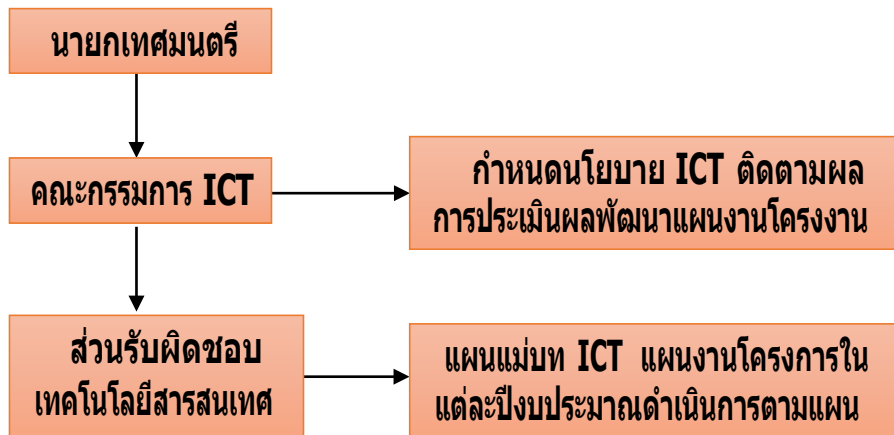 นายกเทศมนตรี
คณะกรรมการ ICT
กำหนดนโยบาย ICT ติดตามผล
การประเมินผลพัฒนาแผนงานโครงงาน
ส่วนรับผิดชอบ
เทคโนโลยีสารสนเทศ
แผนแม่บท ICT แผนงานโครงการใน
แต่ละปีงบประมาณดำเนินการตามแผน